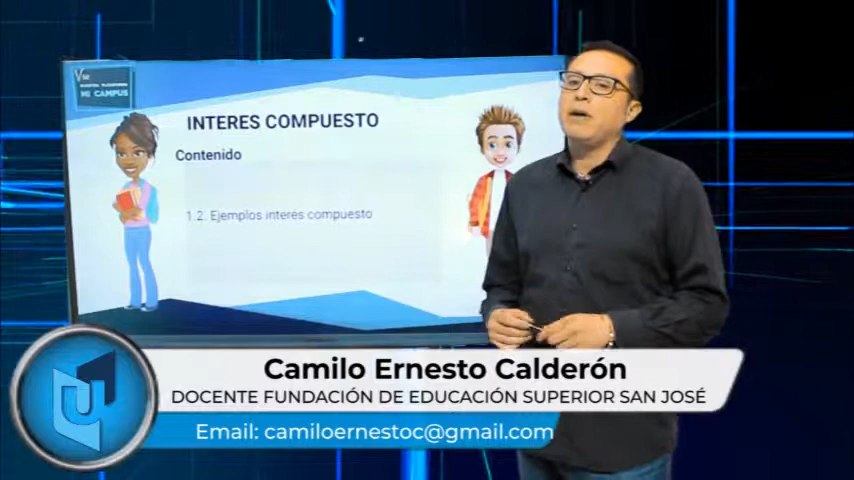 MI CAMPUS
INTERES COMPUESTO
Contenido
1.2. Ejemplos interés compuesto
Camilo Ernesto Calderón
DOCENTE FUNDACIÓN DE EDUCACIÓN SUPERIOR SAN JOSÉ
Email: camiloernestoc@gmail.com